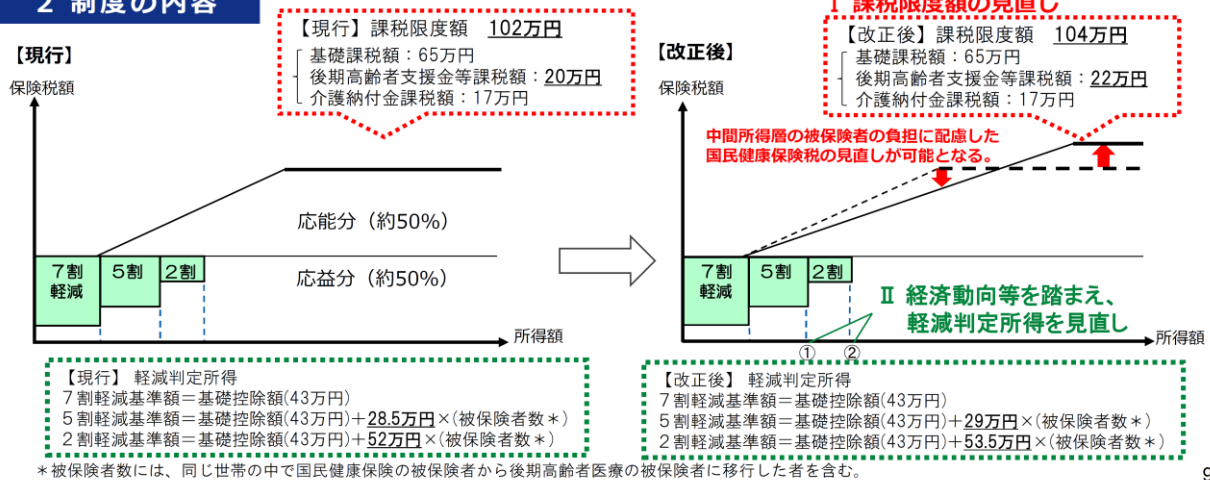 2 制度の内容
【現行】
保険税額
【現行】課税限度額 102万円
基礎課税額：65万円
後期高齢者支援金等課税額：20万円
介護納付金課税額：17万円
応能分（約50%）
応益分（約50%）
7割
軽減
5割
2割
所得額
【現行】 軽減判定所得
7割軽減基準額＝基礎控除額(43万円)
5割軽減基準額＝基礎控除額(43万円)＋28.5万円×(被保険者数＊)
2割軽減基準額＝基礎控除額(43万円)＋52万円×(被保険者数＊)
Ⅰ 課税限度額の見直し
【改正後】
保険税額
【改正後】課税限度額 104万円
基礎課税額：65万円
後期高齢者支援金等課税額：22万円
介護納付金課税額：17万円
中間所得層の被保険者の負担に配慮した
国民健康保険税の見直しが可能となる。
7割
軽減
5割
2割
Ⅱ 経済動向等を踏まえ、
軽減判定所得を見直し
① ②
所得額
【改正後】 軽減判定所得
7割軽減基準額＝基礎控除額(43万円)
5割軽減基準額＝基礎控除額(43万円)＋29万円×(被保険者数＊)
2割軽減基準額＝基礎控除額(43万円)＋53.5万円×(被保険者数＊)
＊被保険者数には、同じ世帯の中で国民健康保険の被保険者から後期高齢者医療の被保険者に移行した者を含む。